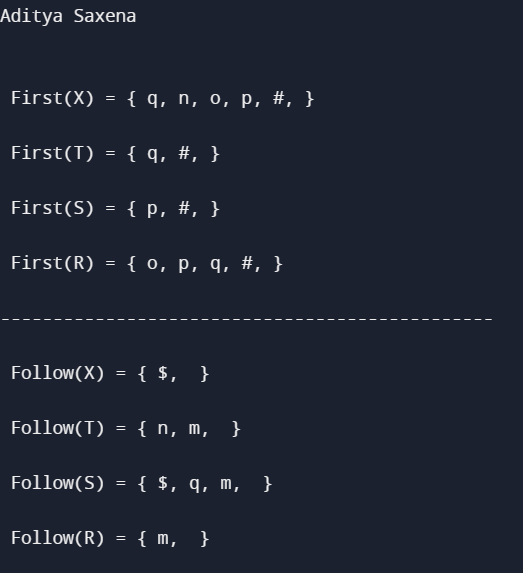 Aditya Saxena
First(X) = { q, n, o, p, #, }
First(T) = { q, #, }
First(S) = { p, #, }
First(R) = { o, p, q, #, }
-----------------------------------------------
Follow(X) = { $,  }
Follow(T) = { n, m,  }
Follow(S) = { $, q, m,  }
Follow(R) = { m,  }